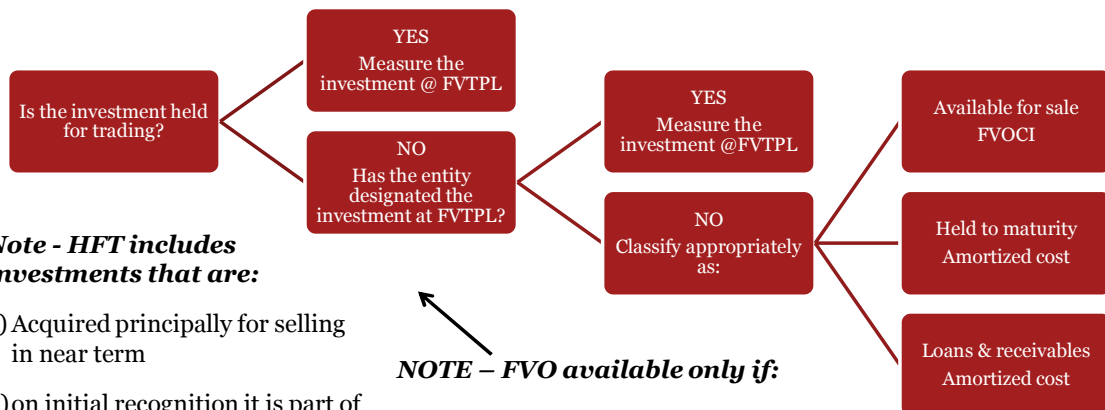 Is the investment held
for trading?
YES
Measure the
investment @ FVTPL
NO
Has the entity
designated the
investment at FVTPL?
YES
Measure the
investment @FVTPL
NO
Classify appropriately
as:
Available for sale
FVOCI
Held to maturity
Amortized cost
Loans & receivables
Amortized cost
Note - HFT includes
investments that are:
) Acquired principally for selling
in near term
) on initial recognition it is part of
NOTE – FVO available only if: